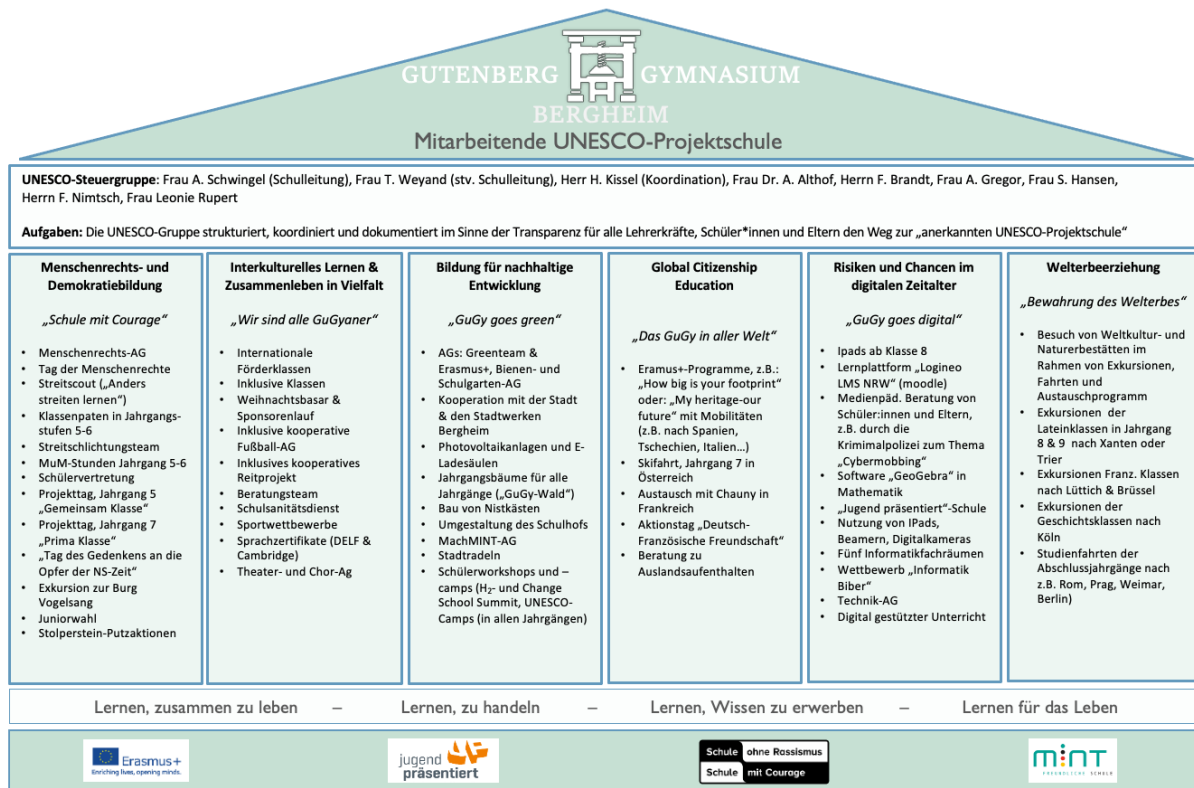 GUTENBERG GYMNASIUM
BERGHEIM
Mitarbeitende UNESCO-Projektschule
UNESCO-Steuergruppe: Frau A. Schwingel (Schulleitung), Frau T. Weyand (stv. Schulleitung), Herr H. Kissel (Koordination), Frau Dr. A. Althof, Herrn F. Brandt, Frau A. Gregor, Frau S. Hansen,
Herrn F. Nimtsch, Frau Leonie Rupert
Aufgaben: Die UNESCO-Gruppe strukturiert, koordiniert und dokumentiert im Sinne der Transparenz für alle Lehrerkräfte, Schüler*innen und Eltern den Weg zur „anerkannten UNESCO-Projektschule“
Menschenrechts- und
Demokratiebildung
„Schule mit Courage“
• Menschenrechts-AG
• Tag der Menschenrechte
• Streitscout („Anders
streiten lernen“)
• Klassenpaten in Jahrgangs-
stufen 5-6
• Streitschlichtungsteam
• MuM-Stunden Jahrgang 5-6
• Schülervertretung
• Projekttag, Jahrgang 5
„Gemeinsam Klasse“
• Projekttag, Jahrgang 7
„Prima Klasse“
• „Tag des Gedenkens an die
Opfer der NS-Zeit“
• Exkursion zur Burg
Vogelsang
• Juniorwahl
• Stolperstein-Putzaktionen
Interkulturelles Lernen &
Zusammenleben in Vielfalt
„Wir sind alle GuGyaner“
• Internationale
Förderklassen
• Inklusive Klassen
• Weihnachtsbasar &
Sponsorenlauf
• Inklusive kooperative
Fußball-AG
• Inklusives kooperatives
Reitprojekt
• Beratungsteam
• Schulsanitätsdienst
• Sportwettbewerbe
• Sprachzertifikate (DELF &
Cambridge)
• Theater- und Chor-Ag
Bildung für nachhaltige
Entwicklung
„GuGy goes green“
• AGs: Greenteam &
Erasmus+, Bienen- und
Schulgarten-AG
• Kooperation mit der Stadt
& den Stadtwerken
Bergheim
• Photovoltaikanlagen und E-
Ladesäulen
• Jahrgangsbäume für alle
Jahrgänge („GuGy-Wald“)
• Bau von Nistkästen
• Umgestaltung des Schulhofs
• MachMINT-AG
• Stadtradeln
• Schülerworkshops und –
camps (H₂- und Change
School Summit, UNESCO-
Camps (in allen Jahrgängen)
Global Citizenship
Education
„Das GuGy in aller Welt“
• Eramus+-Programme, z.B.:
„How big is your footprint“
oder: „My heritage-our
future“ mit Mobilitäten
(z.B. nach Spanien,
Tschechien, Italien…)
• Skifahrt, Jahrgang 7 in
Österreich
• Austausch mit Chauny in
Frankreich
• Aktionstag „Deutsch-
Französische Freundschaft“
• Beratung zu
Auslandsaufenthalten
Risiken und Chancen im
digitalen Zeitalter
„GuGy goes digital“
• Ipads ab Klasse 8
• Lernplattform „Logineo
LMS NRW“ (moodle)
• Medienpäd. Beratung von
Schüler:innen und Eltern,
z.B. durch die
Krimimalpolizei zum Thema
„Cybermobbing“
• Software „GeoGebra“ in
Mathematik
• „Jugend präsentiert“-Schule
• Nutzung von IPads,
Beamern, Digitalkameras
• Fünf Informatikfachräumen
• Wettbewerb „Informatik
Biber“
• Technik-AG
• Digital gestützter Unterricht
Welterbeerziehung
„Bewahrung des Welterbes“
• Besuch von Weltkultur- und
Naturerbestätten im
Rahmen von Exkursionen,
Fahrten und
Austauschprogramm
• Exkursionen der
Lateinklassen in Jahrgang
8 & 9 nach Xanten oder
Trier
• Exkursionen Franz. Klassen
nach Lüttich & Brüssel
• Exkursionen der
Geschichtsklassen nach
Köln
• Studienfahrten der
Abschlussjahrgänge nach
z.B. Rom, Prag, Weimar,
Berlin)
Lernen, zusammen zu leben – Lernen, zu handeln – Lernen, Wissen zu erwerben – Lernen für das Leben
Erasmus+
Enriching lives, opening minds.
jugend
präsentiert
Schule ohne Rassismus
Schule mit Courage
MINT
FREUNDLICHE SCHULE